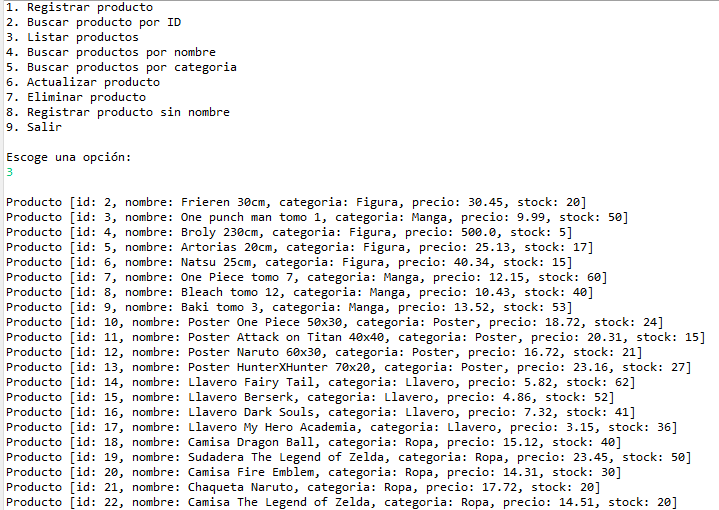 1. Registrar producto
2. Buscar producto por ID
3. Listar productos
4. Buscar productos por nombre
5. Buscar productos por categoria
6. Actualizar producto
7. Eliminar producto
8. Registrar producto sin nombre
9. Salir
Escoge una opción:
3
Producto [id: 2, nombre: Frieren 30cm, categoria: Figura, precio: 30.45, stock: 20]
Producto [id: 3, nombre: One punch man tomo 1, categoria: Manga, precio: 9.99, stock: 50]
Producto [id: 4, nombre: Broly 230cm, categoria: Figura, precio: 500.0, stock: 5]
Producto [id: 5, nombre: Artorias 20cm, categoria: Figura, precio: 25.13, stock: 17]
Producto [id: 6, nombre: Natsu 25cm, categoria: Figura, precio: 40.34, stock: 15]
Producto [id: 7, nombre: One Piece tomo 7, categoria: Manga, precio: 12.15, stock: 60]
Producto [id: 8, nombre: Bleach tomo 12, categoria: Manga, precio: 10.43, stock: 40]
Producto [id: 9, nombre: Baki tomo 3, categoria: Manga, precio: 13.52, stock: 53]
Producto [id: 10, nombre: Poster One Piece 50x30, categoria: Poster, precio: 18.72, stock: 24]
Producto [id: 11, nombre: Poster Attack on Titan 40x40, categoria: Poster, precio: 20.31, stock: 15]
Producto [id: 12, nombre: Poster Naruto 60x30, categoria: Poster, precio: 16.72, stock: 21]
Producto [id: 13, nombre: Poster HunterXHunter 70x20, categoria: Poster, precio: 23.16, stock: 27]
Producto [id: 14, nombre: Llavero Fairy Tail, categoria: Llavero, precio: 5.82, stock: 62]
Producto [id: 15, nombre: Llavero Berserk, categoria: Llavero, precio: 4.86, stock: 52]
Producto [id: 16, nombre: Llavero Dark Souls, categoria: Llavero, precio: 7.32, stock: 41]
Producto [id: 17, nombre: Llavero My Hero Academia, categoria: Llavero, precio: 3.15, stock: 36]
Producto [id: 18, nombre: Camisa Dragon Ball, categoria: Ropa, precio: 15.12, stock: 40]
Producto [id: 19, nombre: Sudadera The Legend of Zelda, categoria: Ropa, precio: 23.45, stock: 50]
Producto [id: 20, nombre: Camisa Fire Emblem, categoria: Ropa, precio: 14.31, stock: 30]
Producto [id: 21, nombre: Chaqueta Naruto, categoria: Ropa, precio: 17.72, stock: 20]
Producto [id: 22, nombre: Camisa The Legend of Zelda, categoria: Ropa, precio: 14.51, stock: 20]